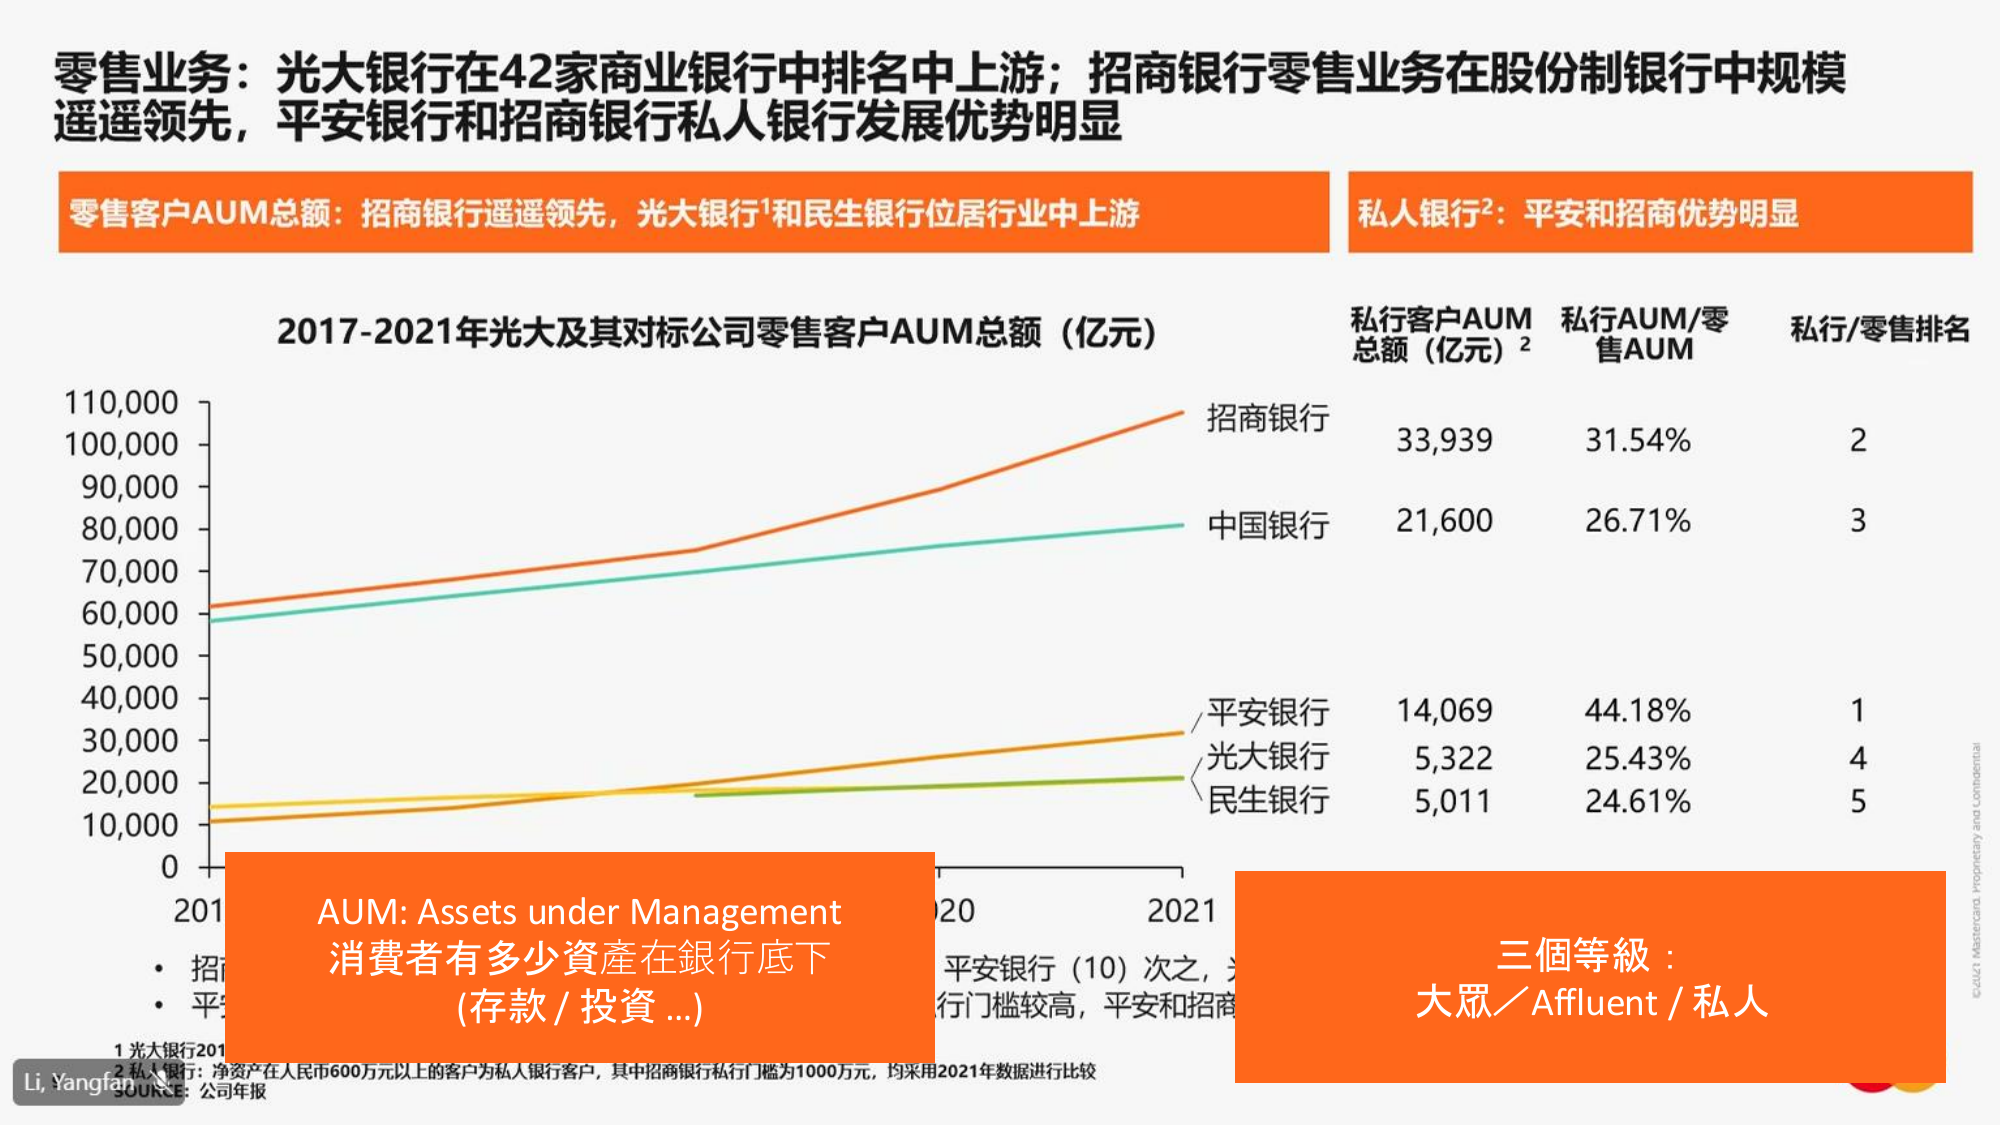 零售业务：光大银行在42家商业银行中排名中上游；招商银行零售业务在股份制银行中规模
遥遥领先，平安银行和招商银行私人银行发展优势明显
零售客户AUM总额：招商银行遥遥领先，光大银行¹和民生银行位居行业中上游
私人银行²：平安和招商优势明显
2017-2021年光大及其对标公司零售客户AUM总额（亿元）
私行客户AUM
总额（亿元）²
私行AUM/零
售AUM
私行/零售排名
110,000
100,000
90,000
80,000
70,000
60,000
50,000
40,000
30,000
20,000
10,000
0
招商银行 33,939 31.54% 2
中国银行 21,600 26.71% 3
平安银行 14,069 44.18% 1
光大银行 5,322 25.43% 4
民生银行 5,011 24.61% 5
201
20
2021
AUM: Assets under Management
消費者有多少資產在銀行底下
(存款 / 投資 ...)
三個等級：
大眾／Affluent / 私人
• 招
平安银行（10）次之，
• 平
行门槛较高，平安和招商
1 光大银行201
2 私人银行：净资产在人民币600万元以上的客户为私人银行客户，其中招商银行私行门槛为1000万元，均采用2021年数据进行比较
SOURCE：公司年报
Li, Yangfan
©2021 Mastercard. Proprietary and Confidential